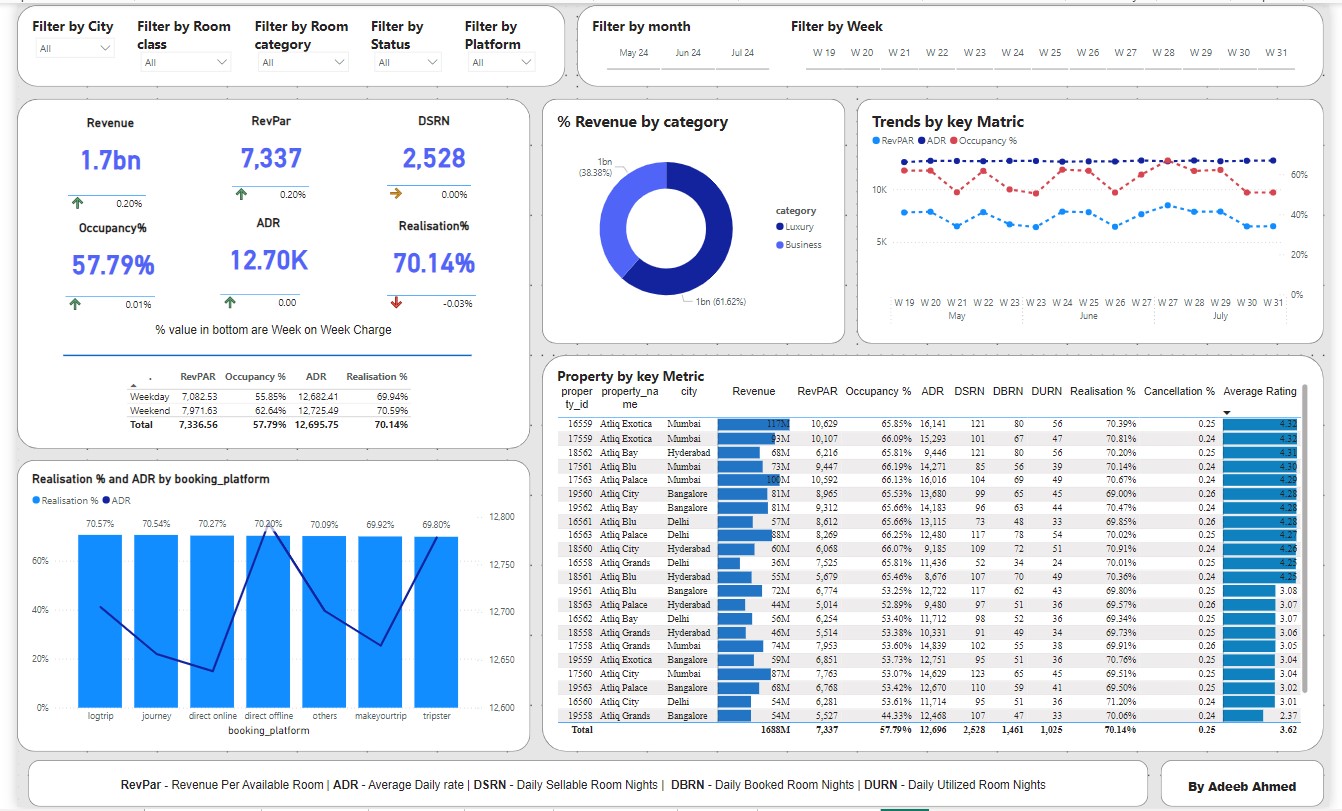 Filter by City
All
Filter by Room class
All
Filter by Room category
All
Filter by Status
All
Filter by Platform
All
Filter by month
May 24 Jun 24 Jul 24
Filter by Week
W 19 W 20 W 21 W 22 W 23 W 24 W 25 W 26 W 27 W 28 W 29 W 30 W 31
Revenue
1.7bn
0.20%
RevPar
7,337
0.20%
DSRN
2,528
0.00%
Occupancy%
57.79%
0.01%
ADR
12.70K
0.00
Realisation%
70.14%
-0.03%
% value in bottom are Week on Week Charge
. RevPAR Occupancy % ADR Realisation %
Weekday 7,082.53 55.85% 12,682.41 69.94%
Weekend 7,971.63 62.64% 12,725.49 70.59%
Total 7,336.56 57.79% 12,695.75 70.14%
% Revenue by category
1bn
(38.38%)
1bn (61.62%)
category
Luxury
Business
Trends by key Matric
RevPAR ADR Occupancy %
10K
5K
60%
40%
20%
0%
W 19 W 20 W 21 W 22 W 23 W 23 W 24 W 25 W 26 W 27 W 27 W 28 W 29 W 30 W 31
May June July
Realisation % and ADR by booking_platform
Realisation % ADR
70.57% 70.54% 70.27% 70.20% 70.09% 69.92% 69.80%
60%
40%
20%
0%
12,800
12,750
12,700
12,650
12,600
logtrip journey direct online direct offline others makeyourtrip tripster
booking_platform
Property by key Metric
proper
ty_id property_na
me city Revenue RevPAR Occupancy % ADR DSRN DBRN DURN Realisation % Cancellation % Average Rating
16559 Atliq Exotica Mumbai 117M 10,629 65.85% 16,141 121 80 56 70.39% 0.25 4.32
17559 Atliq Exotica Mumbai 93M 10,107 66.09% 15,293 101 67 47 70.81% 0.24 4.32
18562 Atliq Bay Hyderabad 68M 6,216 65.81% 9,446 121 80 56 70.20% 0.25 4.31
17561 Atliq Blu Mumbai 73M 9,447 66.19% 14,271 85 56 39 70.14% 0.24 4.30
17563 Atliq Palace Mumbai 100M 10,592 66.13% 16,016 104 69 49 70.67% 0.24 4.29
19560 Atliq City Bangalore 81M 8,965 65.53% 13,680 99 65 45 69.00% 0.26 4.28
19562 Atliq Bay Bangalore 81M 9,312 65.66% 14,183 96 63 44 70.47% 0.24 4.28
16561 Atliq Blu Delhi 57M 8,612 65.66% 13,115 73 48 33 69.85% 0.26 4.28
16563 Atliq Palace Delhi 88M 8,269 66.25% 12,480 117 78 54 70.02% 0.25 4.27
18560 Atliq City Hyderabad 60M 6,068 66.07% 9,185 109 72 51 70.91% 0.24 4.26
16558 Atliq Grands Delhi 36M 7,525 65.81% 11,436 52 34 24 70.01% 0.24 4.25
18561 Atliq Blu Hyderabad 55M 5,679 65.46% 8,676 107 70 49 70.36% 0.24 4.25
19561 Atliq Blu Bangalore 72M 6,774 53.25% 12,722 117 62 43 69.80% 0.25 3.08
18563 Atliq Palace Hyderabad 44M 5,014 52.89% 9,480 97 51 36 69.57% 0.26 3.07
16562 Atliq Bay Delhi 56M 6,254 53.40% 11,712 98 52 36 69.34% 0.25 3.07
18558 Atliq Grands Hyderabad 46M 5,514 53.38% 10,331 91 49 34 69.73% 0.25 3.06
17558 Atliq Grands Mumbai 74M 7,953 53.60% 14,839 102 55 38 69.91% 0.26 3.05
19559 Atliq Exotica Bangalore 59M 6,851 53.73% 12,751 95 51 36 70.76% 0.25 3.04
17560 Atliq City Mumbai 87M 7,763 53.07% 14,629 123 65 45 69.51% 0.25 3.04
19563 Atliq Palace Bangalore 68M 6,768 53.42% 12,670 110 59 41 69.50% 0.25 3.02
16560 Atliq City Delhi 54M 6,281 53.61% 11,714 95 51 36 71.20% 0.24 3.01
19558 Atliq Grands Bangalore 54M 5,527 44.33% 12,468 107 47 33 70.06% 0.24 2.37
Total 1688M 7,337 57.79% 12,696 2,528 1,461 1,025 70.14% 0.25 3.62
RevPar - Revenue Per Available Room | ADR - Average Daily rate | DSRN - Daily Sellable Room Nights | DBRN - Daily Booked Room Nights | DURN - Daily Utilized Room Nights
By Adeeb Ahmed